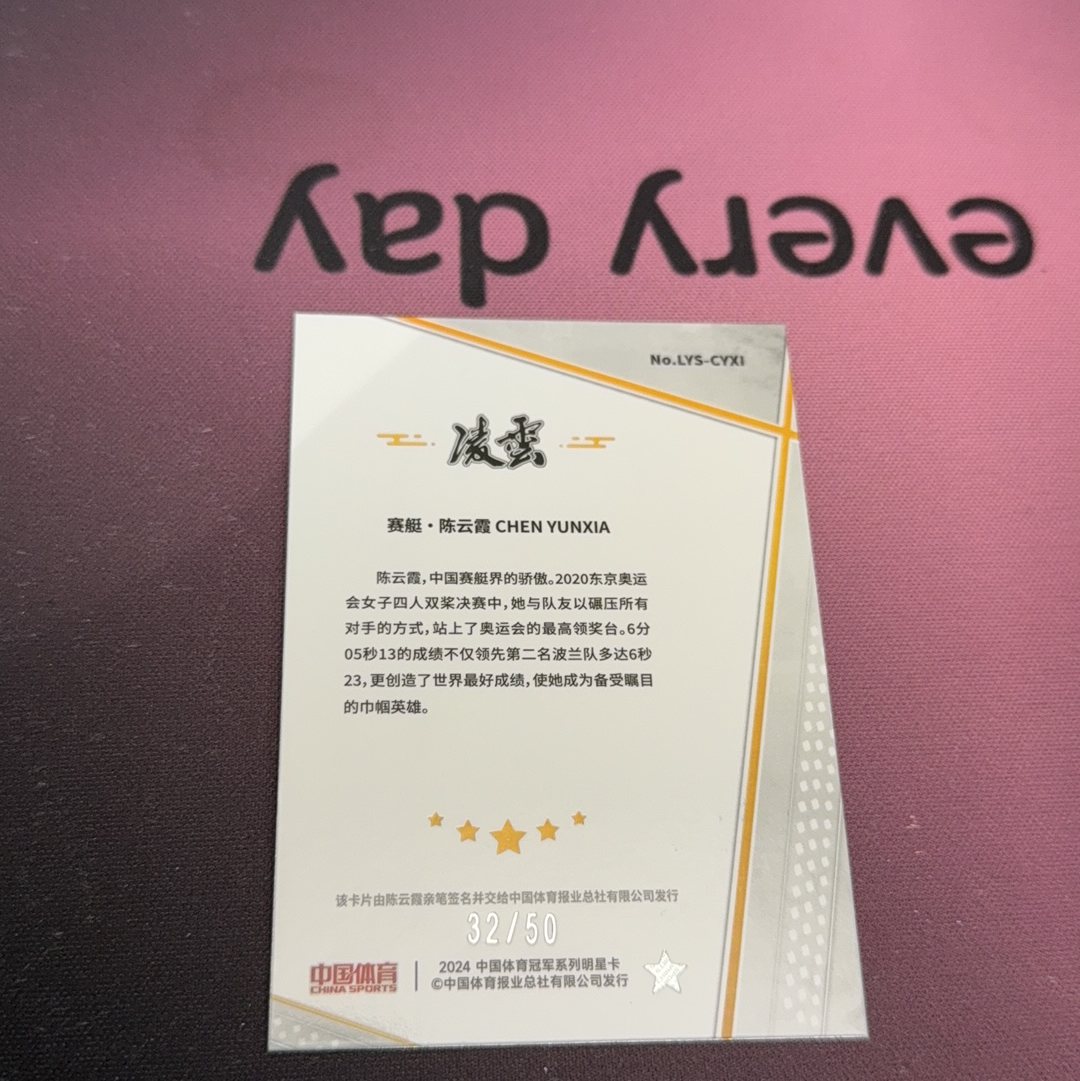 every day
No.LYS-CYX1
凌雲
赛艇·陈云霞 CHEN YUNXIA
陈云霞，中国赛艇界的骄傲。2020东京奥运
会女子四人双桨决赛中，她与队友以碾压所有
对手的方式，站上了奥运会的最高领奖台。6分
05秒13的成绩不仅领先第二名波兰队多达6秒
23，更创造了世界最好成绩，使她成为备受瞩目
的巾帼英雄。
该卡片由陈云霞亲笔签名并交给中国体育报业总社有限公司发行
32/50
中国体育
CHINA SPORTS
2024 中国体育冠军系列明星卡
©中国体育报业总社有限公司发行